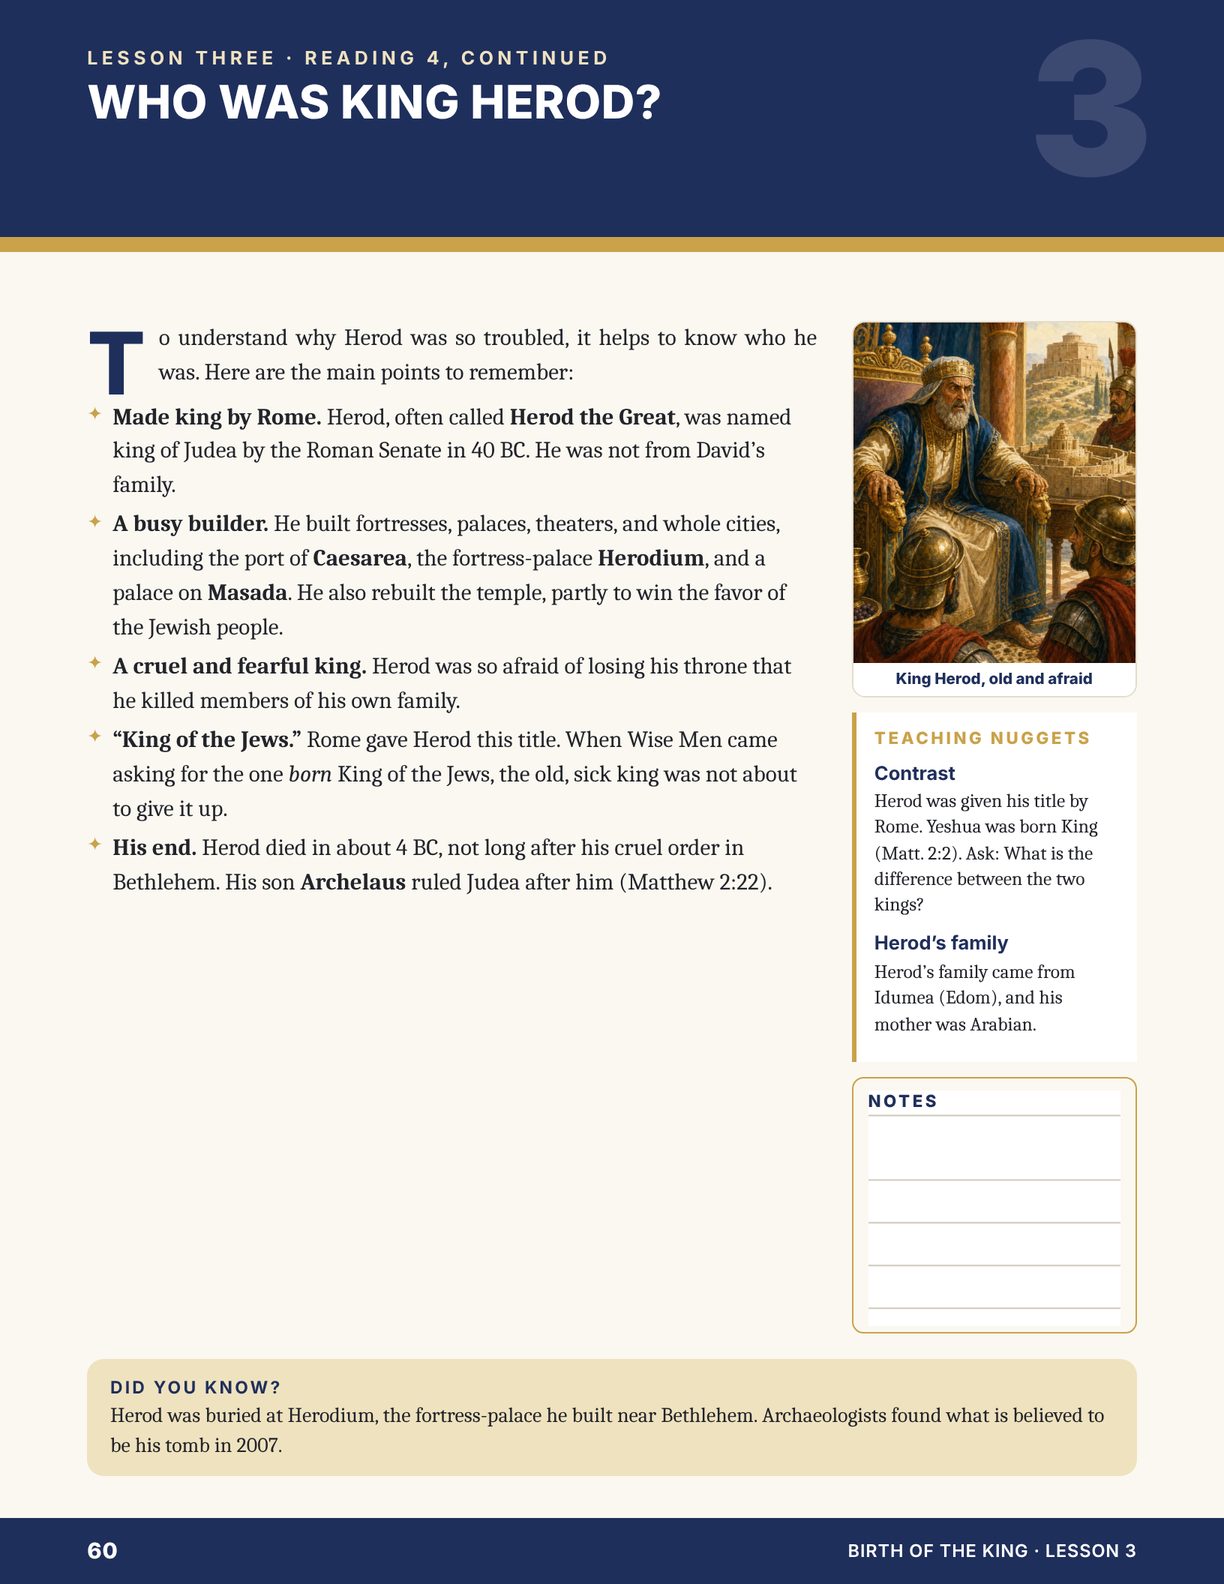 LESSON THREE · READING 4, CONTINUED
WHO WAS KING HEROD?
3
To understand why Herod was so troubled, it helps to know who he
was. Here are the main points to remember:
✦ Made king by Rome. Herod, often called Herod the Great, was named
king of Judea by the Roman Senate in 40 BC. He was not from David’s
family.
✦ A busy builder. He built fortresses, palaces, theaters, and whole cities,
including the port of Caesarea, the fortress-palace Herodium, and a
palace on Masada. He also rebuilt the temple, partly to win the favor of
the Jewish people.
✦ A cruel and fearful king. Herod was so afraid of losing his throne that
he killed members of his own family.
✦ “King of the Jews.” Rome gave Herod this title. When Wise Men came
asking for the one born King of the Jews, the old, sick king was not about
to give it up.
✦ His end. Herod died in about 4 BC, not long after his cruel order in
Bethlehem. His son Archelaus ruled Judea after him (Matthew 2:22).
King Herod, old and afraid
TEACHING NUGGETS
Contrast
Herod was given his title by
Rome. Yeshua was born King
(Matt. 2:2). Ask: What is the
difference between the two
kings?
Herod’s family
Herod’s family came from
Idumea (Edom), and his
mother was Arabian.
NOTES
DID YOU KNOW?
Herod was buried at Herodium, the fortress-palace he built near Bethlehem. Archaeologists found what is believed to
be his tomb in 2007.
60
BIRTH OF THE KING · LESSON 3